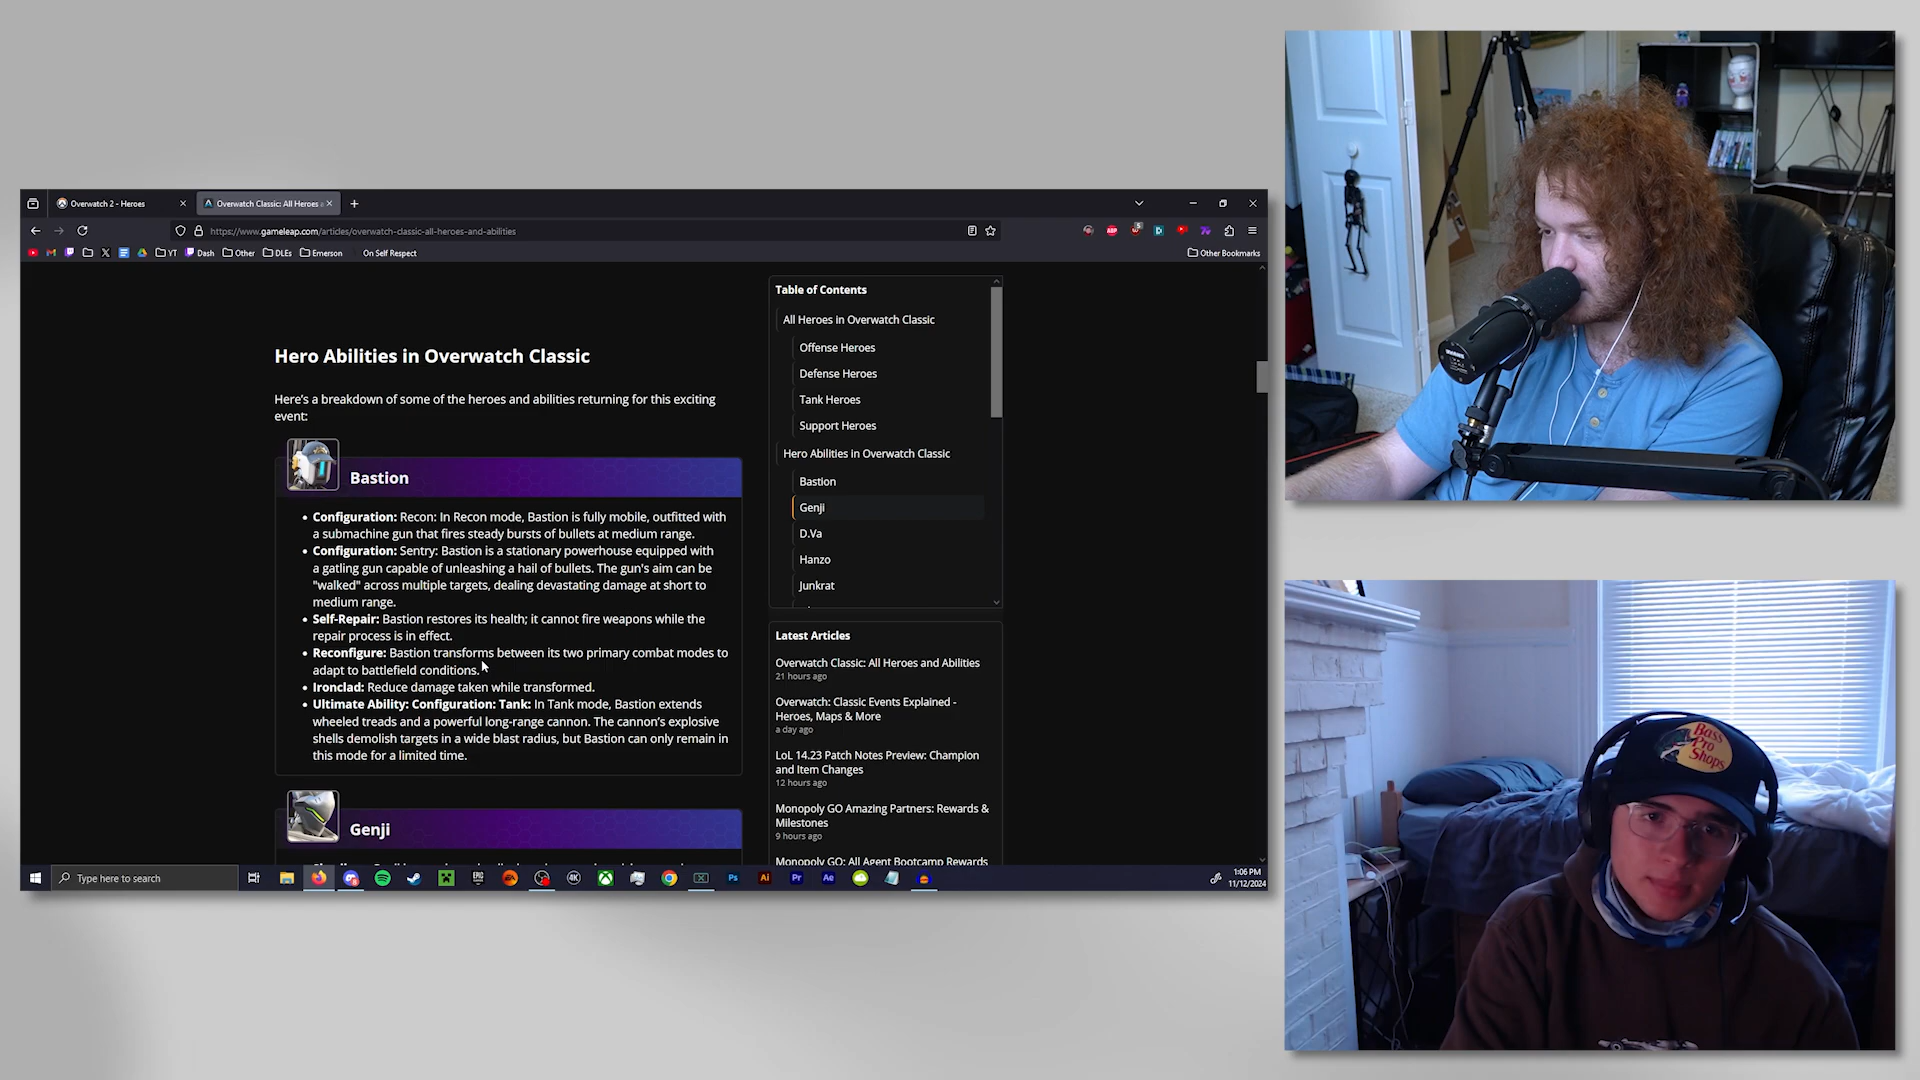 Overwatch 2 - Heroes
Overwatch Classic: All Heroes
https://www.gameleap.com/articles/overwatch-classic-all-heroes-and-abilities
YT
Dash
Other
DLEs
Emerson
On Self Respect
Other Bookmarks
Hero Abilities in Overwatch Classic
Here's a breakdown of some of the heroes and abilities returning for this exciting
event:
Bastion
• Configuration: Recon: In Recon mode, Bastion is fully mobile, outfitted with
a submachine gun that fires steady bursts of bullets at medium range.
• Configuration: Sentry: Bastion is a stationary powerhouse equipped with
a gatling gun capable of unleashing a hail of bullets. The gun's aim can be
"walked" across multiple targets, dealing devastating damage at short to
medium range.
• Self-Repair: Bastion restores its health; it cannot fire weapons while the
repair process is in effect.
• Reconfigure: Bastion transforms between its two primary combat modes to
adapt to battlefield conditions.
• Ironclad: Reduce damage taken while transformed.
• Ultimate Ability: Configuration: Tank: In Tank mode, Bastion extends
wheeled treads and a powerful long-range cannon. The cannon's explosive
shells demolish targets in a wide blast radius, but Bastion can only remain in
this mode for a limited time.
Genji
Table of Contents
All Heroes in Overwatch Classic
Offense Heroes
Defense Heroes
Tank Heroes
Support Heroes
Hero Abilities in Overwatch Classic
Bastion
Genji
D.Va
Hanzo
Junkrat
Latest Articles
Overwatch Classic: All Heroes and Abilities
21 hours ago
Overwatch: Classic Events Explained -
Heroes, Maps & More
a day ago
LoL 14.23 Patch Notes Preview: Champion
and Item Changes
12 hours ago
Monopoly GO Amazing Partners: Rewards &
Milestones
9 hours ago
Monopoly GO: All Agent Bootcamp Rewards
Type here to search
EPIC
EA
4K
Ps
Ai
Pr
Ae
1:06 PM
11/12/2024
Bass
Pro
Shops